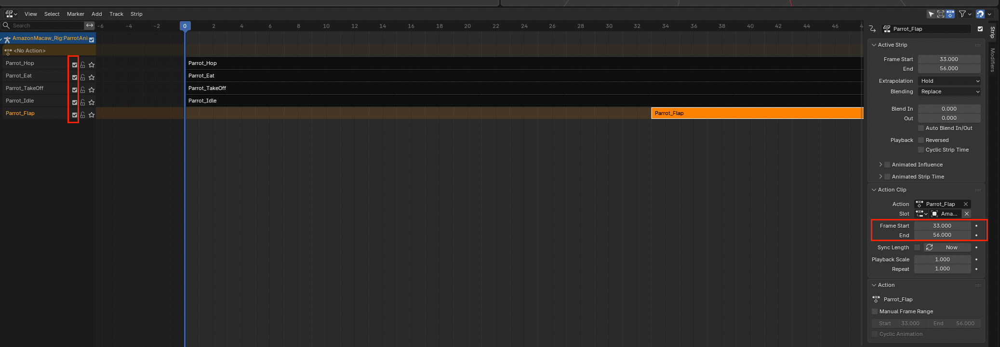 View Select Marker Add Track Strip
Search
-6 -4 -2 0 2 4 6 8 10 12 14 16 18 20 22 24 26 28 30 32 34 36 38 40 42 44 46 4
AmazonMacaw_Rig:ParrotAni
<No Action>
Parrot_Hop
Parrot_Eat
Parrot_TakeOff
Parrot_Idle
Parrot_Flap
Parrot_Hop
Parrot_Eat
Parrot_TakeOff
Parrot_Idle
Parrot_Flap
Parrot_Flap
Strip
Modifiers
Active Strip
Frame Start 33.000
End 56.000
Extrapolation Hold
Blending Replace
Blend In 0.000
Out 0.000
Auto Blend In/Out
Playback Reversed
Cyclic Strip Time
Animated Influence
Animated Strip Time
Action Clip
Action Parrot_Flap
Slot Ama...
Frame Start 33.000
End 56.000
Sync Length Now
Playback Scale 1.000
Repeat 1.000
Action
Parrot_Flap
Manual Frame Range
Start 33.000 End 56.000
Cyclic Animation